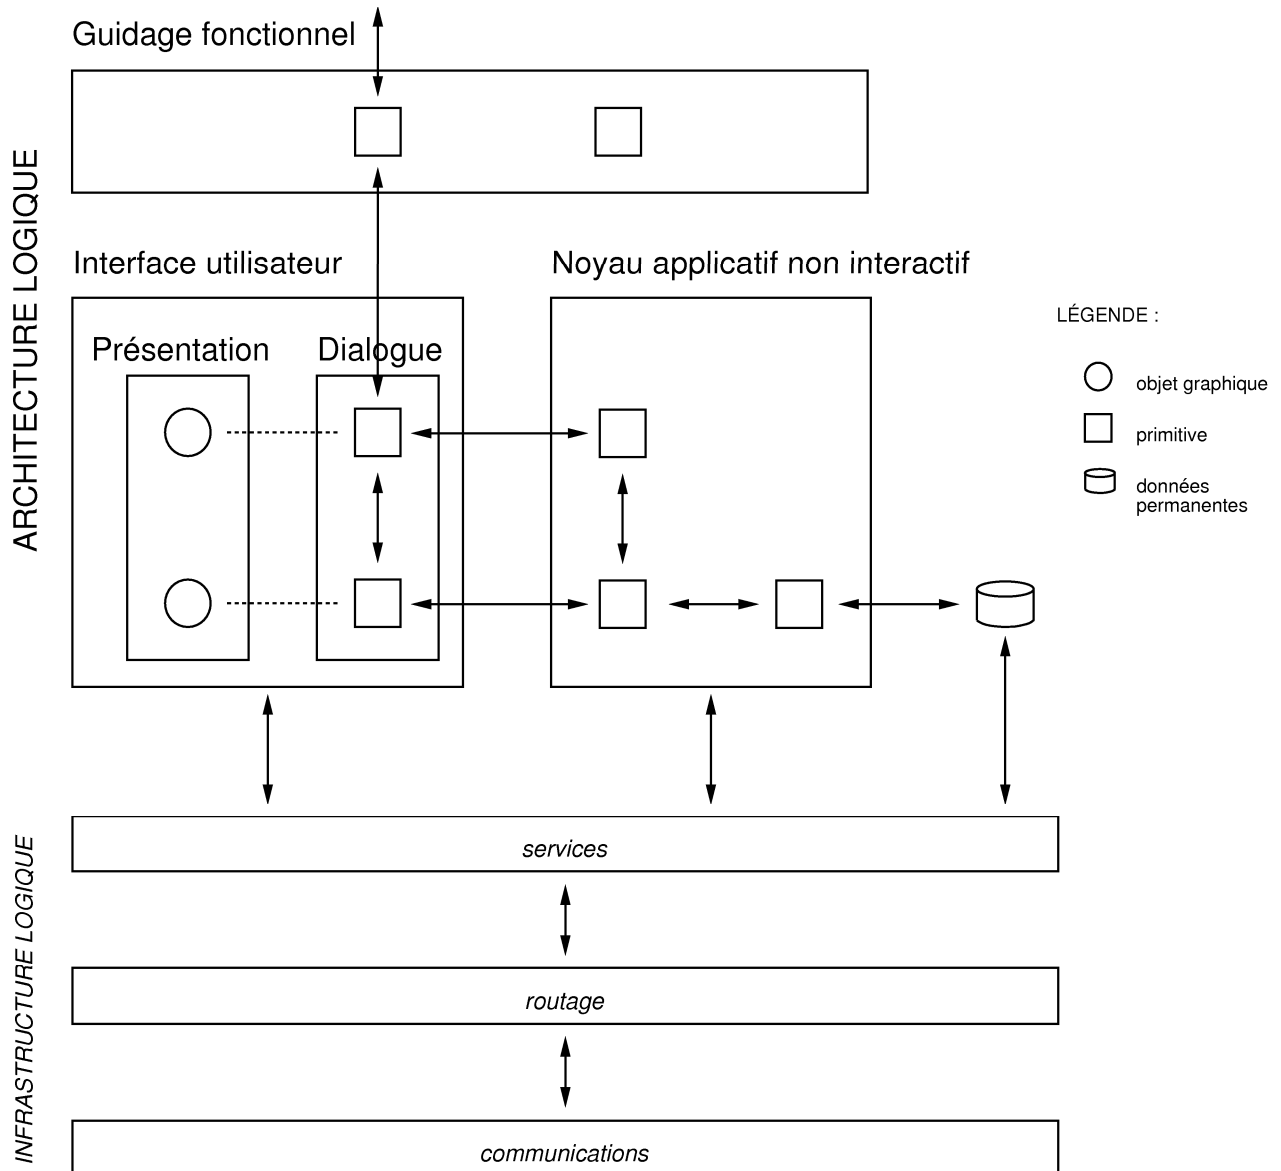 Guidage fonctionnel
ARCHITECTURE LOGIQUE
Interface utilisateur
Noyau applicatif non interactif
Présentation
Dialogue
LÉGENDE :
objet graphique
primitive
données
permanentes
INFRASTRUCTURE LOGIQUE
services
routage
communications